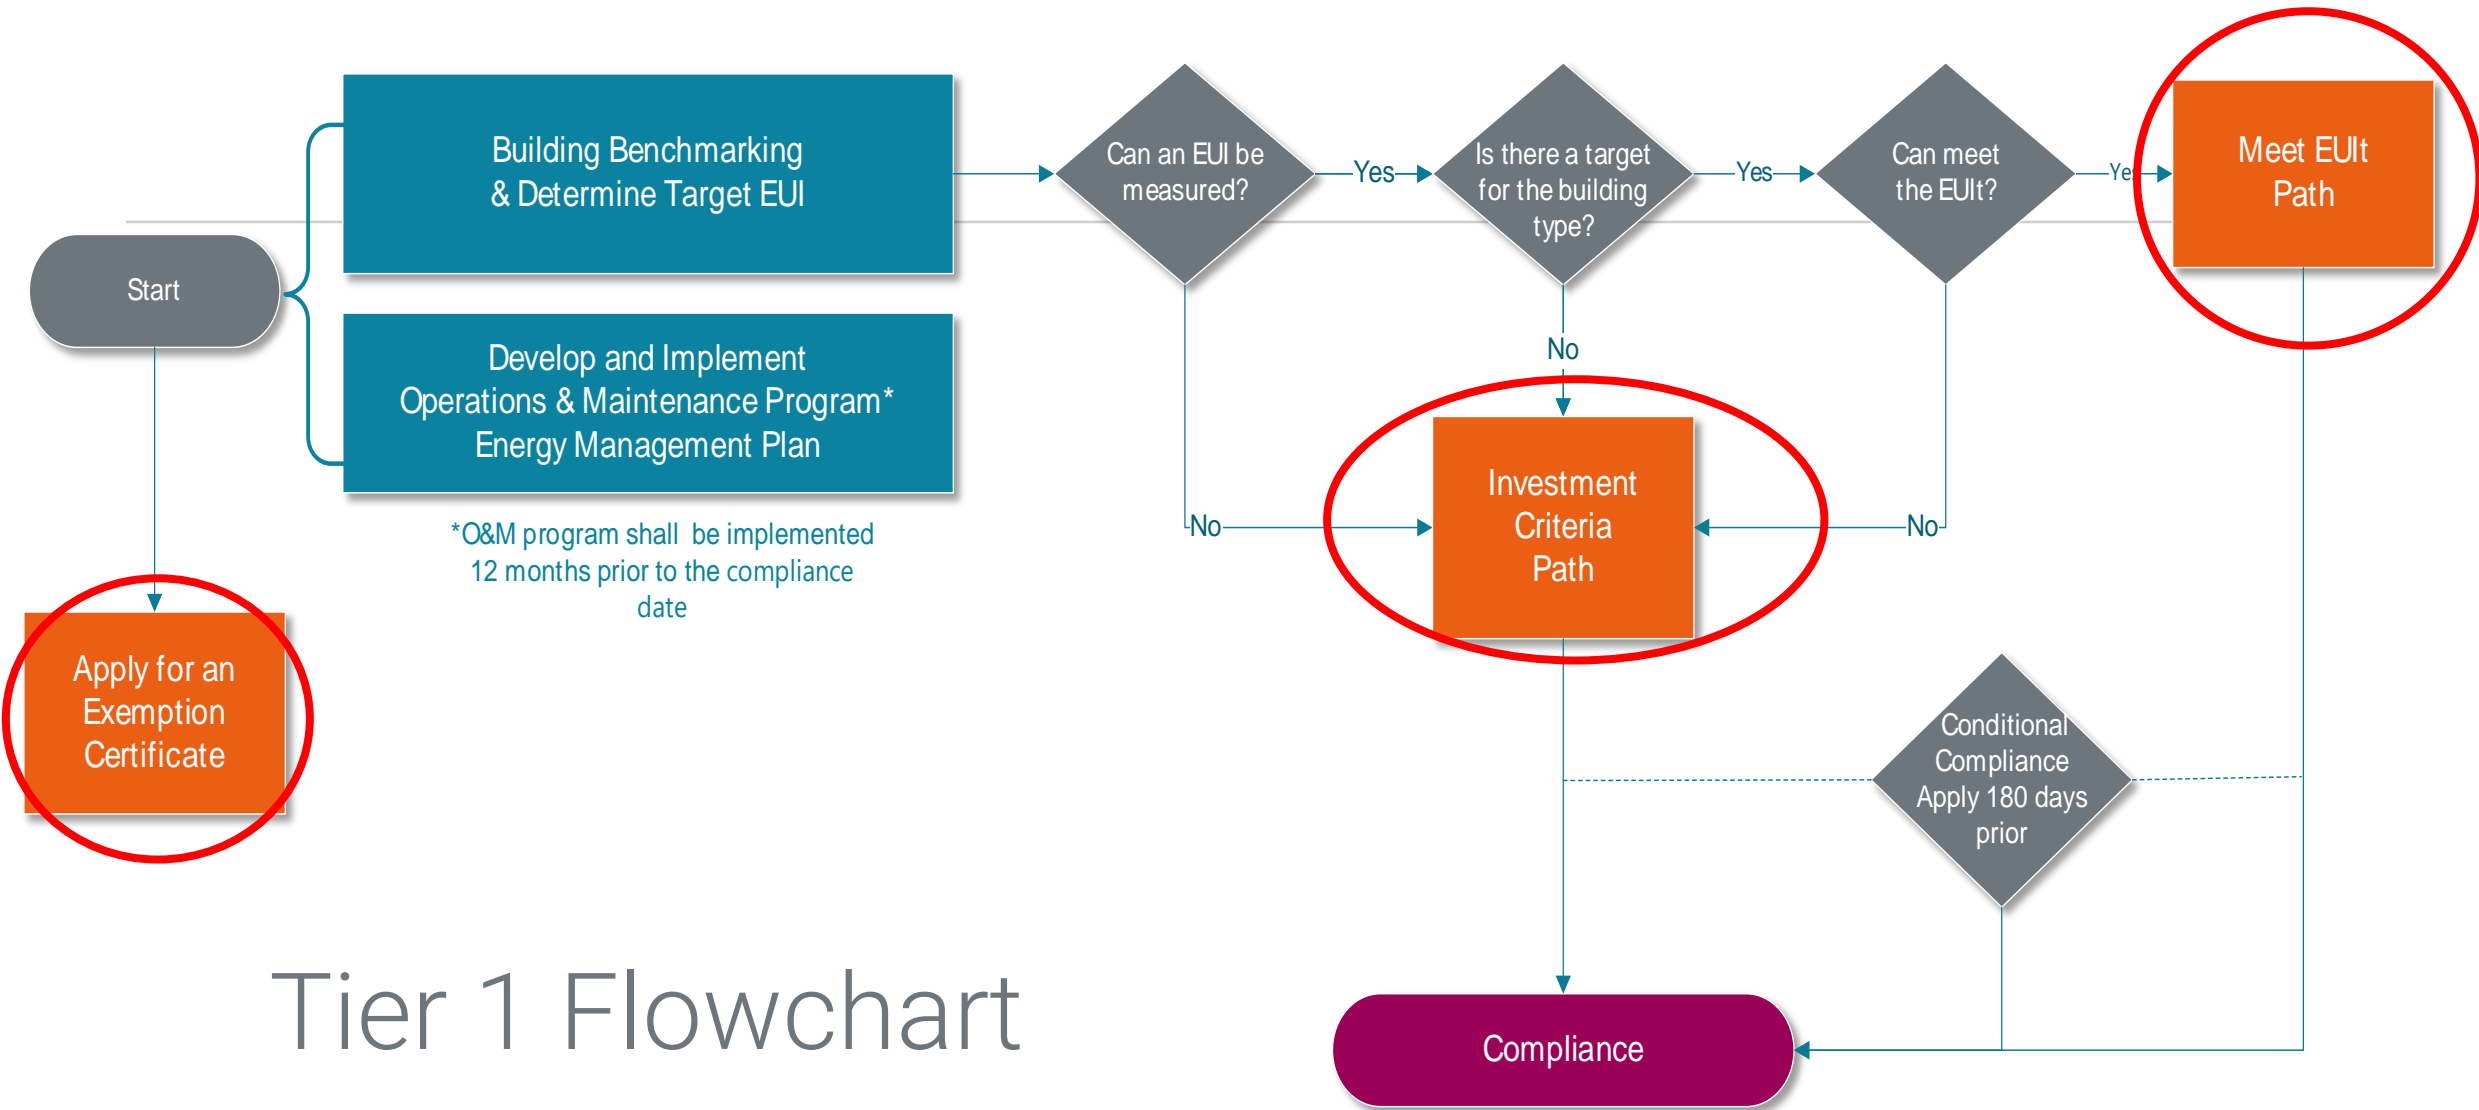 Building Benchmarking
& Determine Target EUI
Can an EUI be
measured?
Yes
Is there a target
for the building
type?
Yes
Can meet
the EUIt?
Meet EUIt
Path
Start
Develop and Implement
Operations & Maintenance Program*
Energy Management Plan
*O&M program shall be implemented
12 months prior to the compliance
date
No
No
No
Investment
Criteria
Path
Apply for an
Exemption
Certificate
Conditional
Compliance
Apply 180 days
prior
Tier 1 Flowchart
Compliance